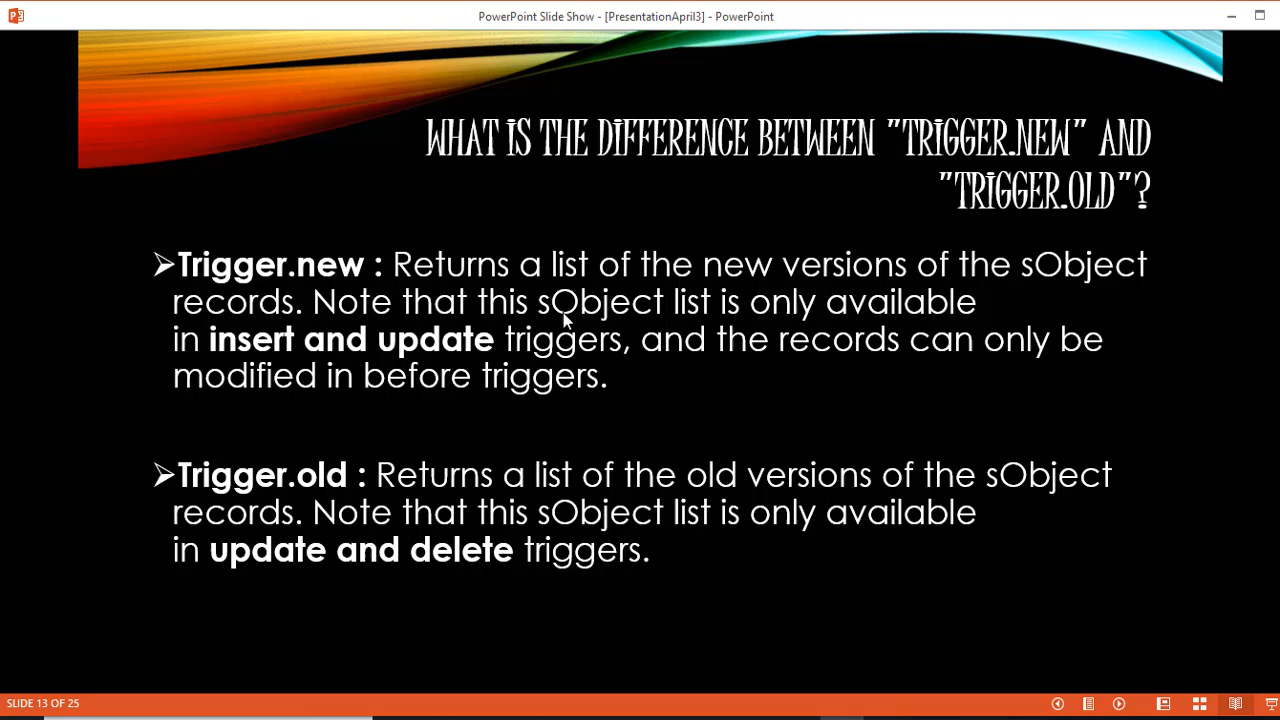 PowerPoint Slide Show - [PresentationApril3] - PowerPoint
WHAT IS THE DIFFERENCE BETWEEN "TRIGGER.NEW" AND
"TRIGGER.OLD"?
➢Trigger.new : Returns a list of the new versions of the sObject
records. Note that this sObject list is only available
in insert and update triggers, and the records can only be
modified in before triggers.
➢Trigger.old : Returns a list of the old versions of the sObject
records. Note that this sObject list is only available
in update and delete triggers.
SLIDE 13 OF 25